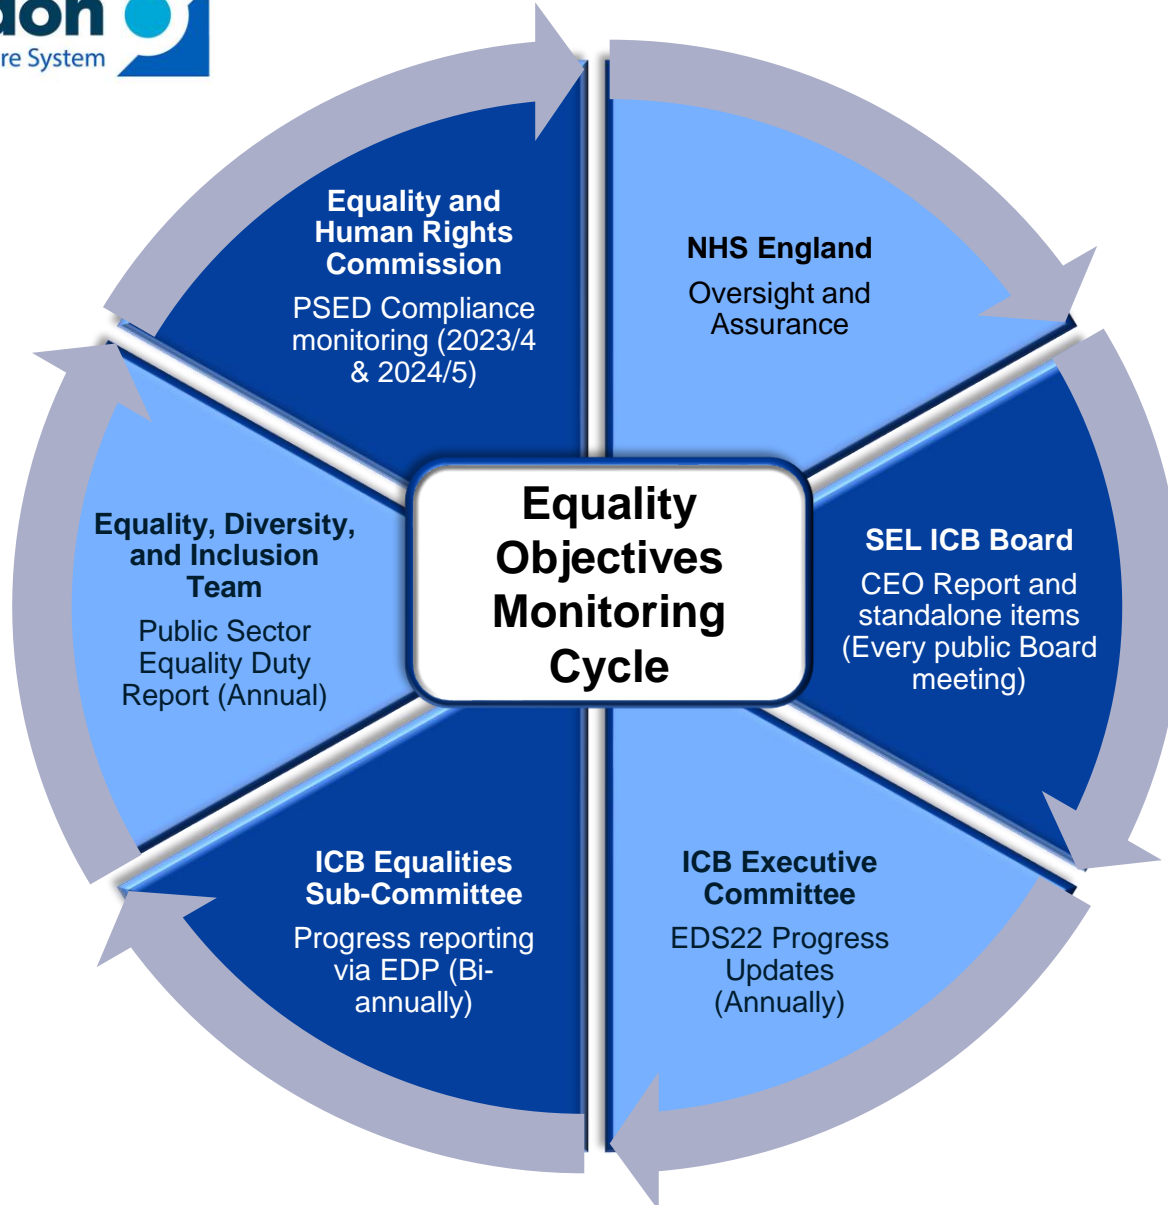 re System
Equality and
Human Rights
Commission
PSED Compliance
monitoring (2023/4
& 2024/5)
NHS England
Oversight and
Assurance
SEL ICB Board
CEO Report and
standalone items
(Every public Board
meeting)
ICB Executive
Committee
EDS22 Progress
Updates
(Annually)
ICB Equalities
Sub-Committee
Progress reporting
via EDP (Bi-
annually)
Equality, Diversity,
and Inclusion
Team
Public Sector
Equality Duty
Report (Annual)
Equality
Objectives
Monitoring
Cycle